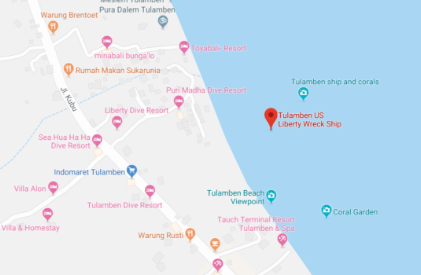 Pura Dalem Tulamben
Warung Brentoet
Toyabali Resort
minabali bunga'lo
Rumah Makan Sukarunia
Puri Madha Dive Resort
Tulamben ship and corals
Jl. Kubu
Liberty Dive Resort
Tulamben US
Liberty Wreck Ship
Sea Hua Ha Ha
Dive Resort
Indomaret Tulamben
Villa Alon
Tulamben Dive Resort
Tulamben Beach
Viewpoint
Coral Garden
Villa & Homestay
Tauch Terminal Resort
Tulamben & Spa
Warung Rusti